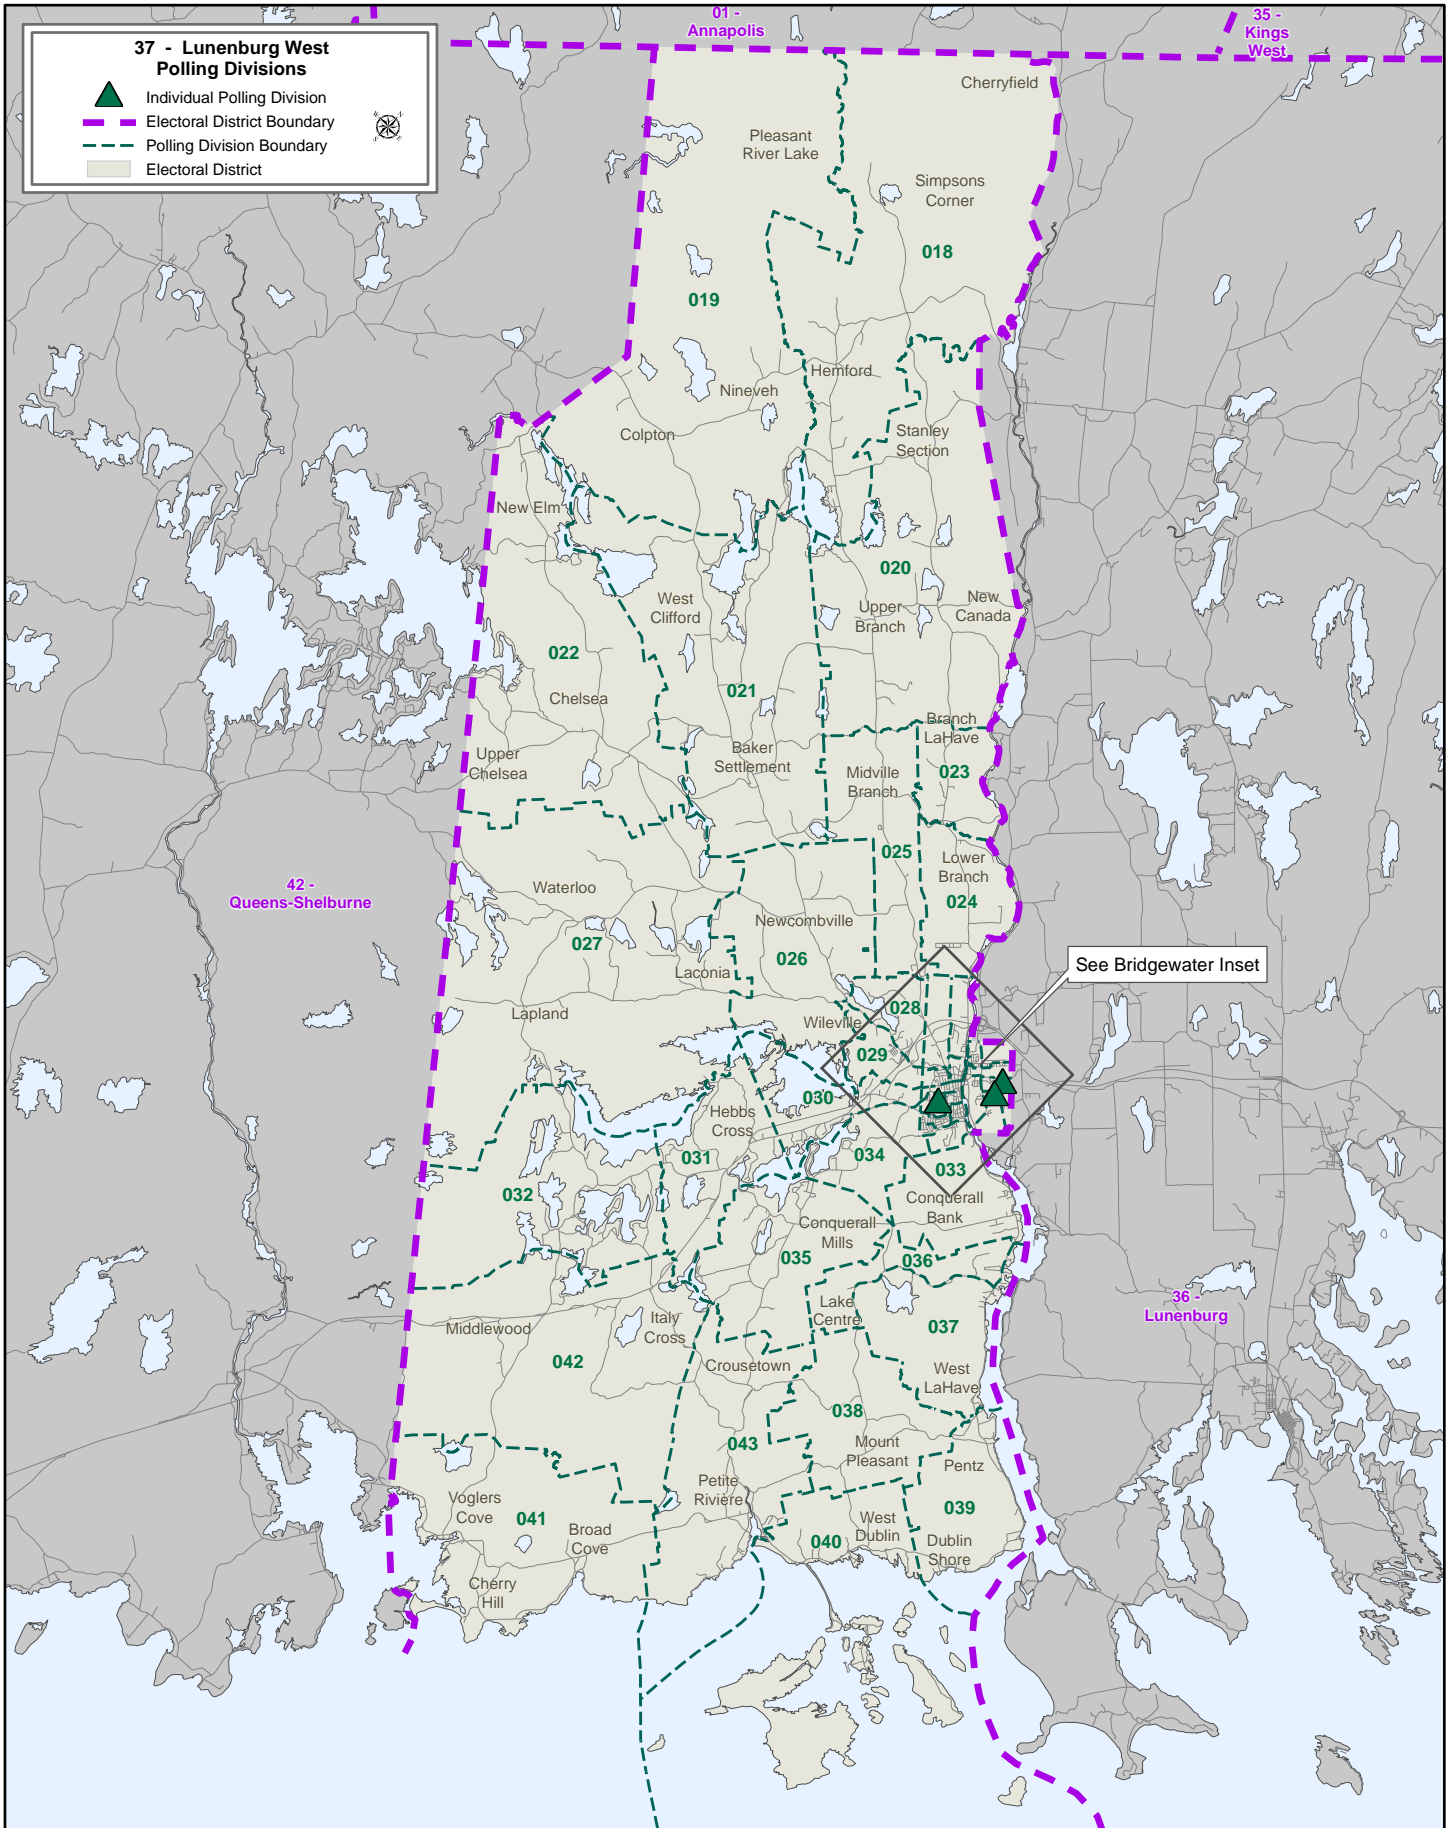 01 -
Annapolis
35 -
Kings
West
37 - Lunenburg West
Polling Divisions
Individual Polling Division
Electoral District Boundary
Polling Division Boundary
Electoral District
Cherryfield
Pleasant
River Lake
Simpsons
Corner
018
019
Hemford
Nineveh
Colpton
Stanley
Section
New Elm
020
West
Clifford
Upper
Branch
New
Canada
022
021
Chelsea
Branch
LaHave
Upper
Chelsea
Baker
Settlement
Midville
Branch
023
025
Lower
Branch
024
42 -
Queens-Shelburne
Waterloo
Newcombville
027
026
Laconia
See Bridgewater Inset
Lapland
028
Wileville
029
030
Hebbs
Cross
031
034
033
032
Conquerall
Bank
Conquerall
Mills
035
036
36 -
Lunenburg
Lake
Centre
Italy
Cross
Middlewood
037
042
Crousetown
West
LaHave
038
043
Mount
Pleasant
Pentz
Petite
Rivière
Voglers
Cove
041
039
Broad
Cove
West
Dublin
040
Dublin
Shore
Cherry
Hill